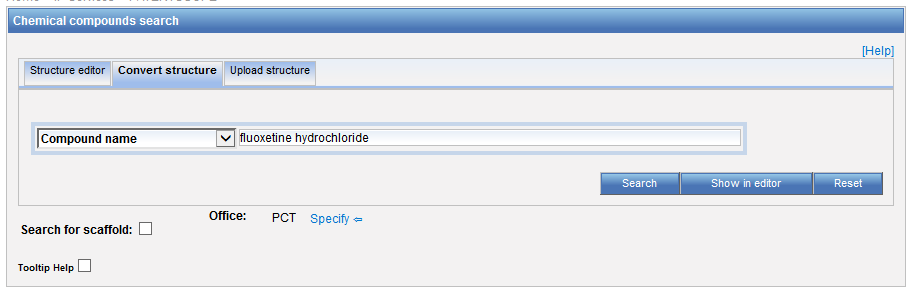 Chemical compounds search
[Help]
Structure editor Convert structure Upload structure
Compound name fluoxetine hydrochloride
Search Show in editor Reset
Office: PCT Specify ⇦
Search for scaffold:
Tooltip Help